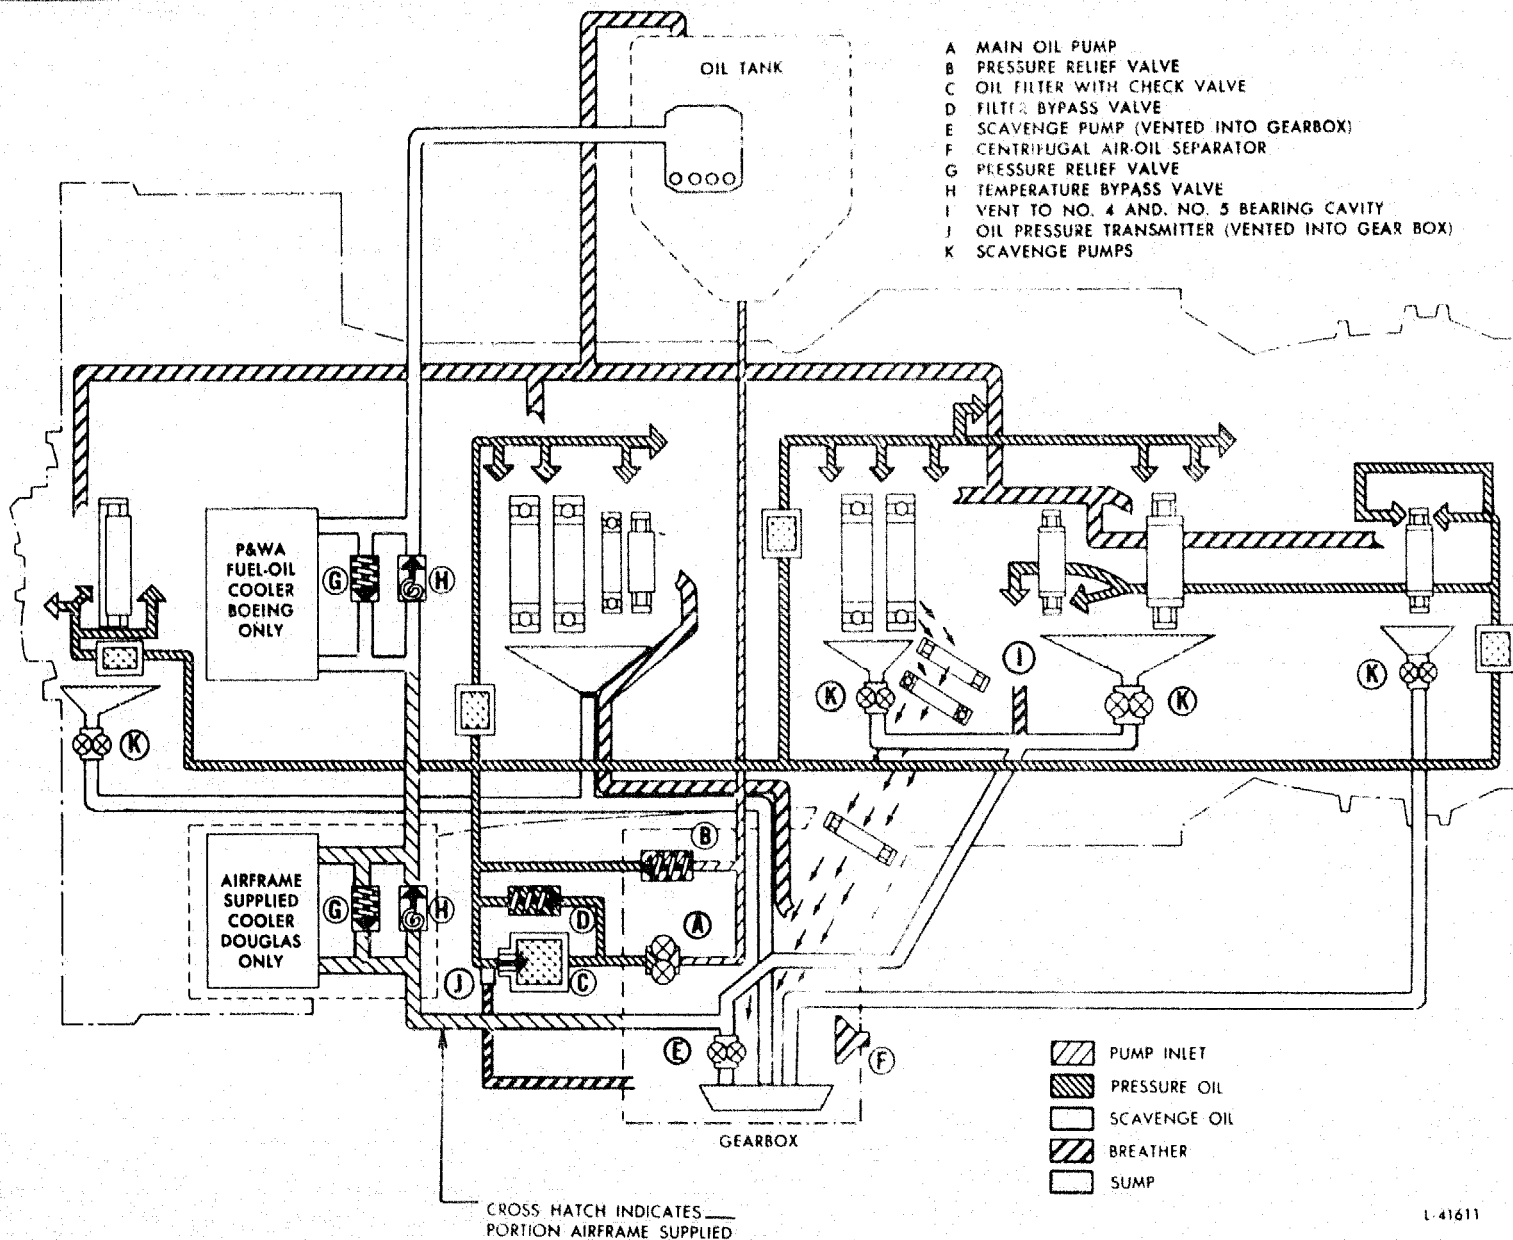 OIL TANK
A MAIN OIL PUMP
B PRESSURE RELIEF VALVE
C OIL FILTER WITH CHECK VALVE
D FILTER BYPASS VALVE
E SCAVENGE PUMP (VENTED INTO GEARBOX)
F CENTRIFUGAL AIR-OIL SEPARATOR
G PRESSURE RELIEF VALVE
H TEMPERATURE BYPASS VALVE
I VENT TO NO. 4 AND. NO. 5 BEARING CAVITY
J OIL PRESSURE TRANSMITTER (VENTED INTO GEAR BOX)
K SCAVENGE PUMPS
P&WA
FUEL-OIL
COOLER
BOEING
ONLY
G
H
I
K
K
K
K
AIRFRAME
SUPPLIED
COOLER
DOUGLAS
ONLY
G
H
B
D
A
J
C
E
F
GEARBOX
PUMP INLET
PRESSURE OIL
SCAVENGE OIL
BREATHER
SUMP
CROSS HATCH INDICATES
PORTION AIRFRAME SUPPLIED
L-41611